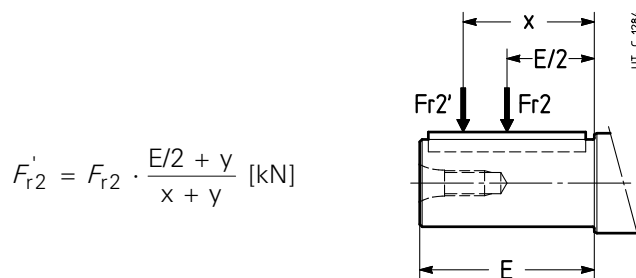 x
E/2
Fr2' Fr2
F'r2 = Fr2 · E/2 + y / x + y [kN]
E